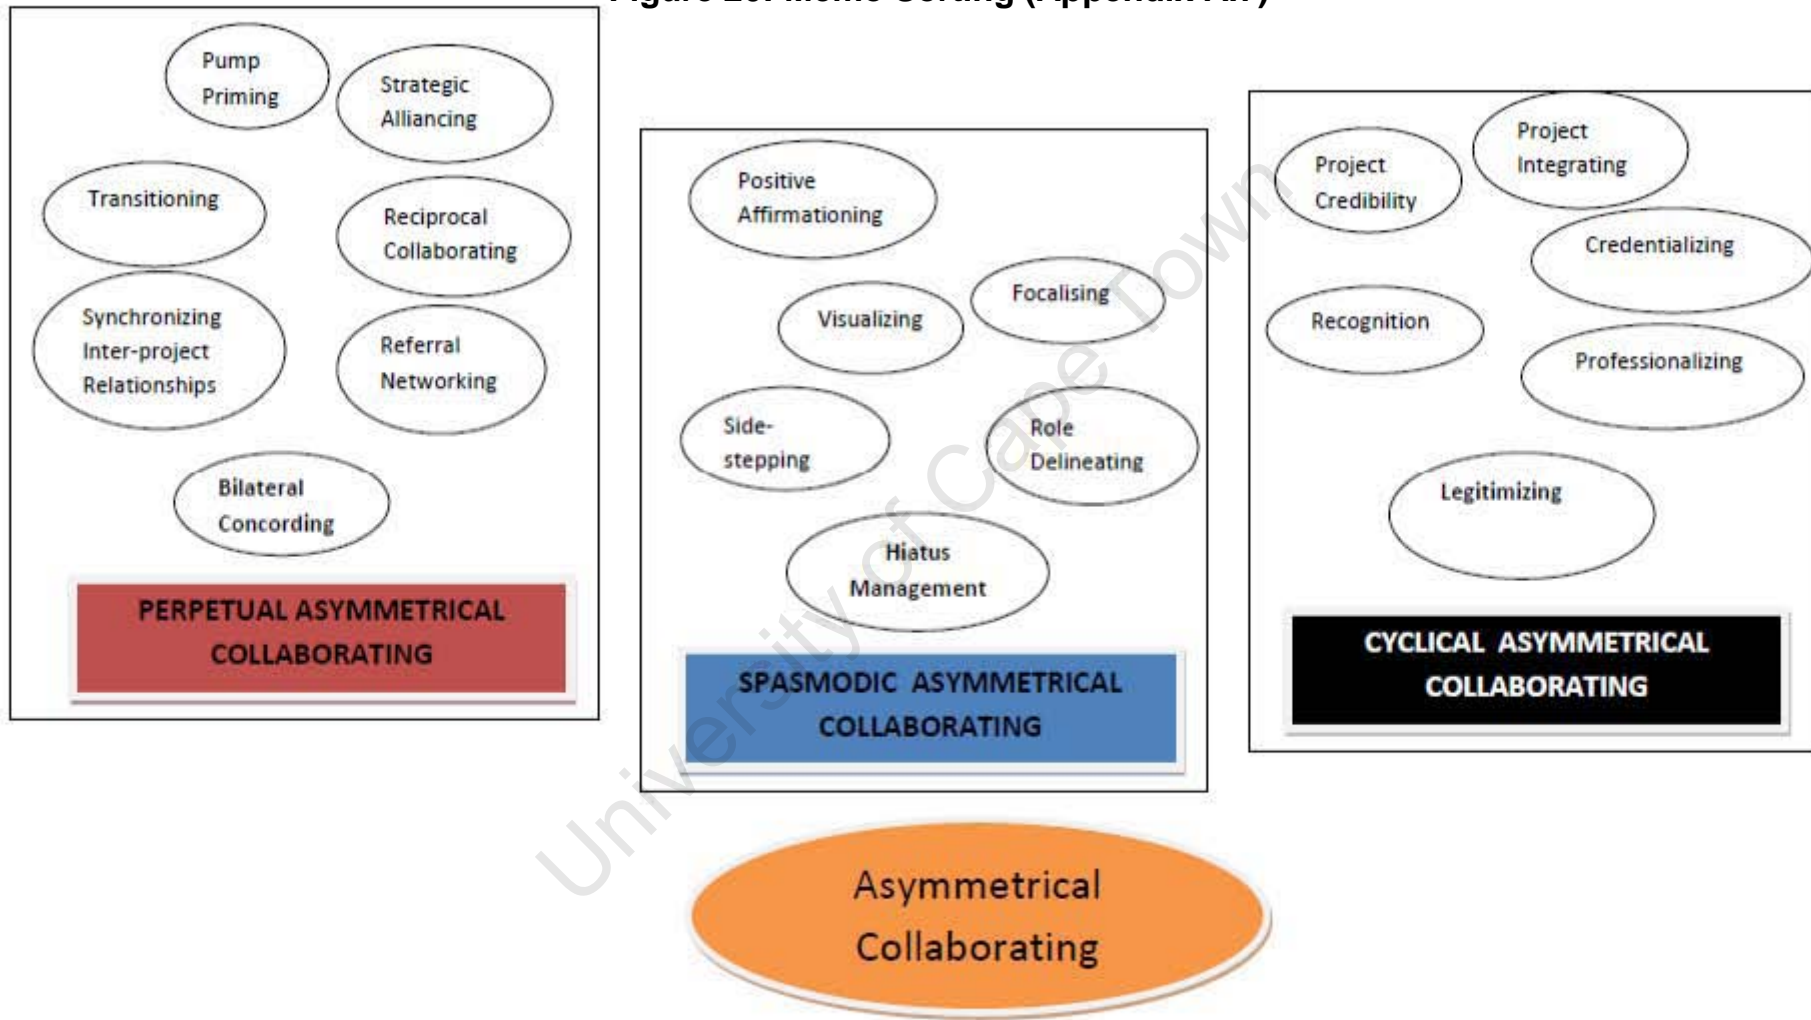 Pump
Priming
Strategic
Alliancing
Transitioning
Reciprocal
Collaborating
Synchronizing
Inter-project
Relationships
Referral
Networking
Bilateral
Concording
PERPETUAL ASYMMETRICAL
COLLABORATING
Positive
Affirmationing
Visualizing
Focalising
Side-
stepping
Role
Delineating
Hiatus
Management
SPASMODIC ASYMMETRICAL
COLLABORATING
Project
Credibility
Project
Integrating
Credentializing
Recognition
Professionalizing
Legitimizing
CYCLICAL ASYMMETRICAL
COLLABORATING
Asymmetrical
Collaborating
University of Cape Town